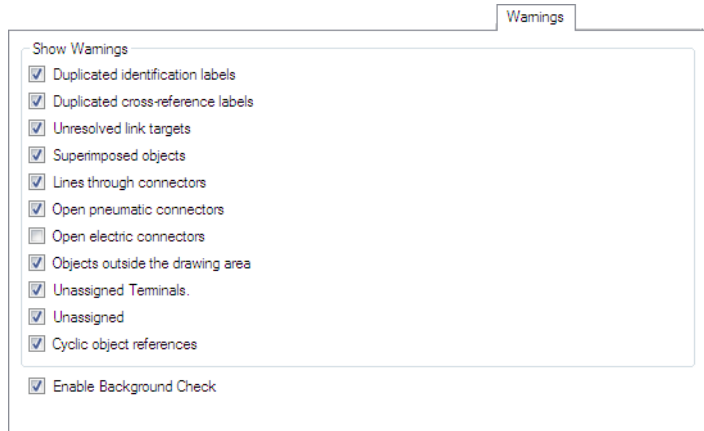 Warnings
Show Warnings
Duplicated identification labels
Duplicated cross-reference labels
Unresolved link targets
Superimposed objects
Lines through connectors
Open pneumatic connectors
Open electric connectors
Objects outside the drawing area
Unassigned Terminals.
Unassigned
Cyclic object references
Enable Background Check